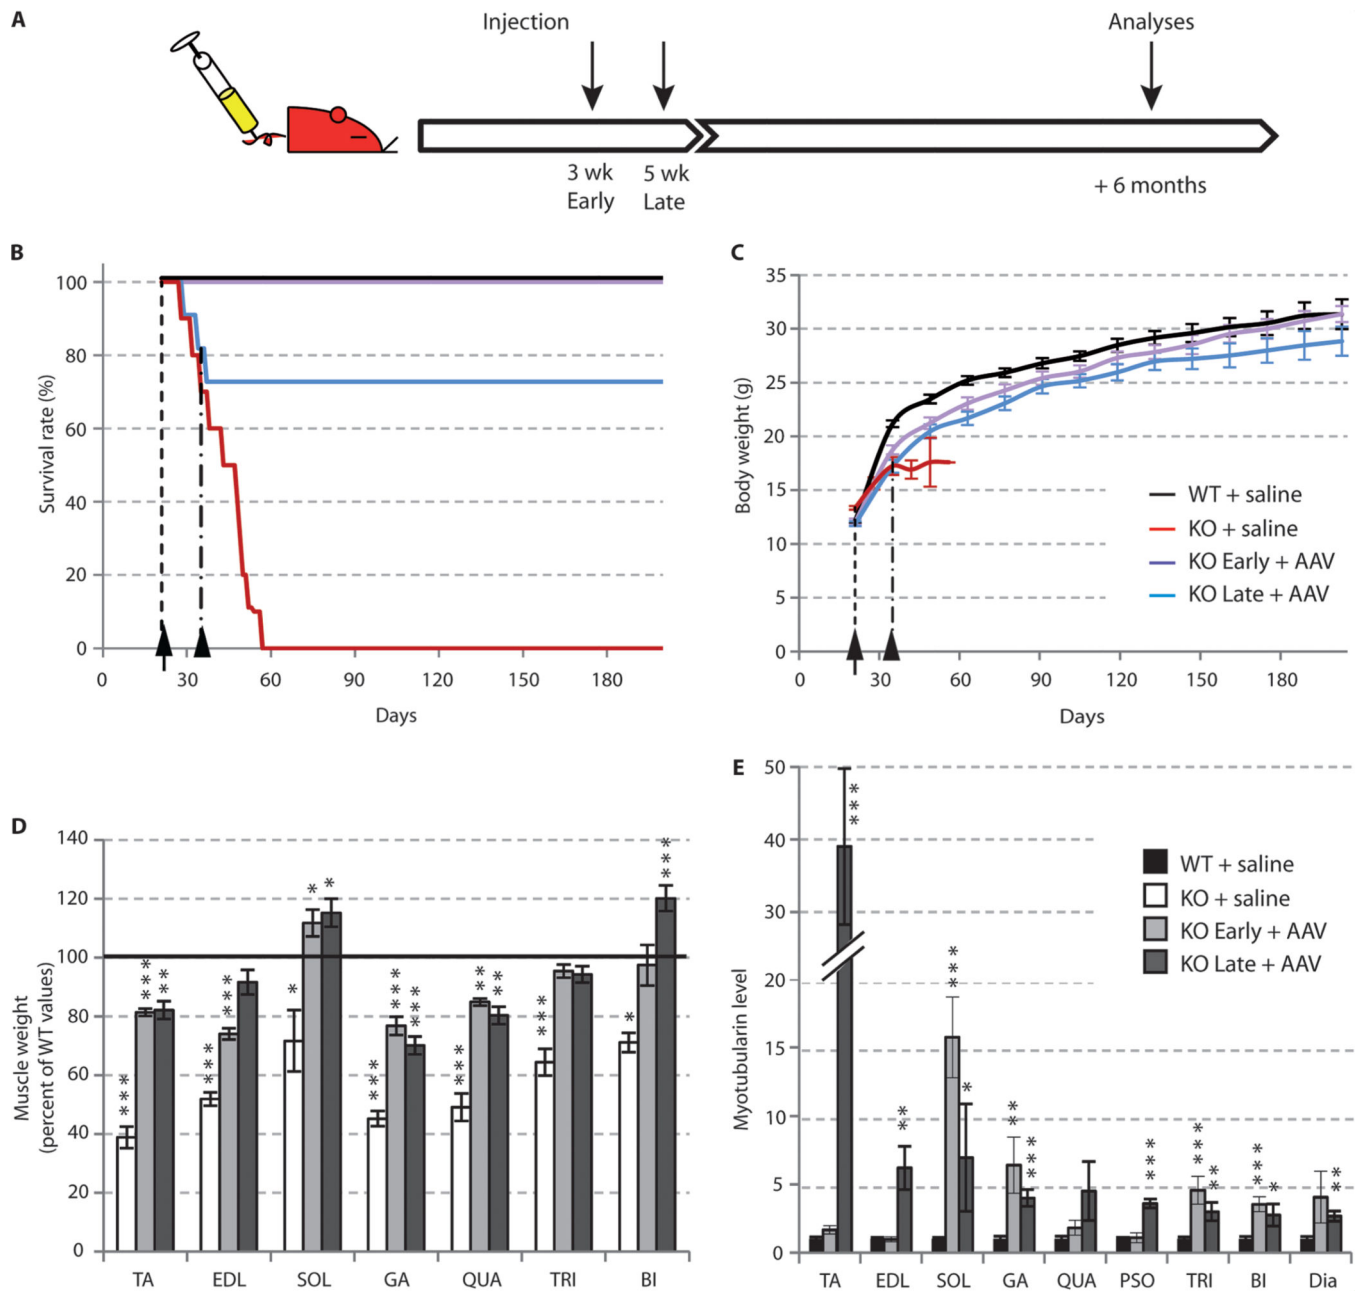 A
Injection
Analyses
3 wk
Early
5 wk
Late
+ 6 months
B
Survival rate (%)
100
80
60
40
20
0
0 30 60 90 120 150 180
Days
C
Body weight (g)
35
30
25
20
15
10
5
0
WT + saline
KO + saline
KO Early + AAV
KO Late + AAV
0 30 60 90 120 150 180
Days
D
Muscle weight
(percent of WT values)
140
120
100
80
60
40
20
0
*** *** **
*** ***
* * *
*** *** ***
*** ** **
***
* ***
TA EDL SOL GA QUA TRI BI
E
Myotubularin level
50
40
30
20
15
10
5
0
***
**
*** *
** ***
***
*** **
*** *
**
WT + saline
KO + saline
KO Early + AAV
KO Late + AAV
TA EDL SOL GA QUA PSO TRI BI Dia